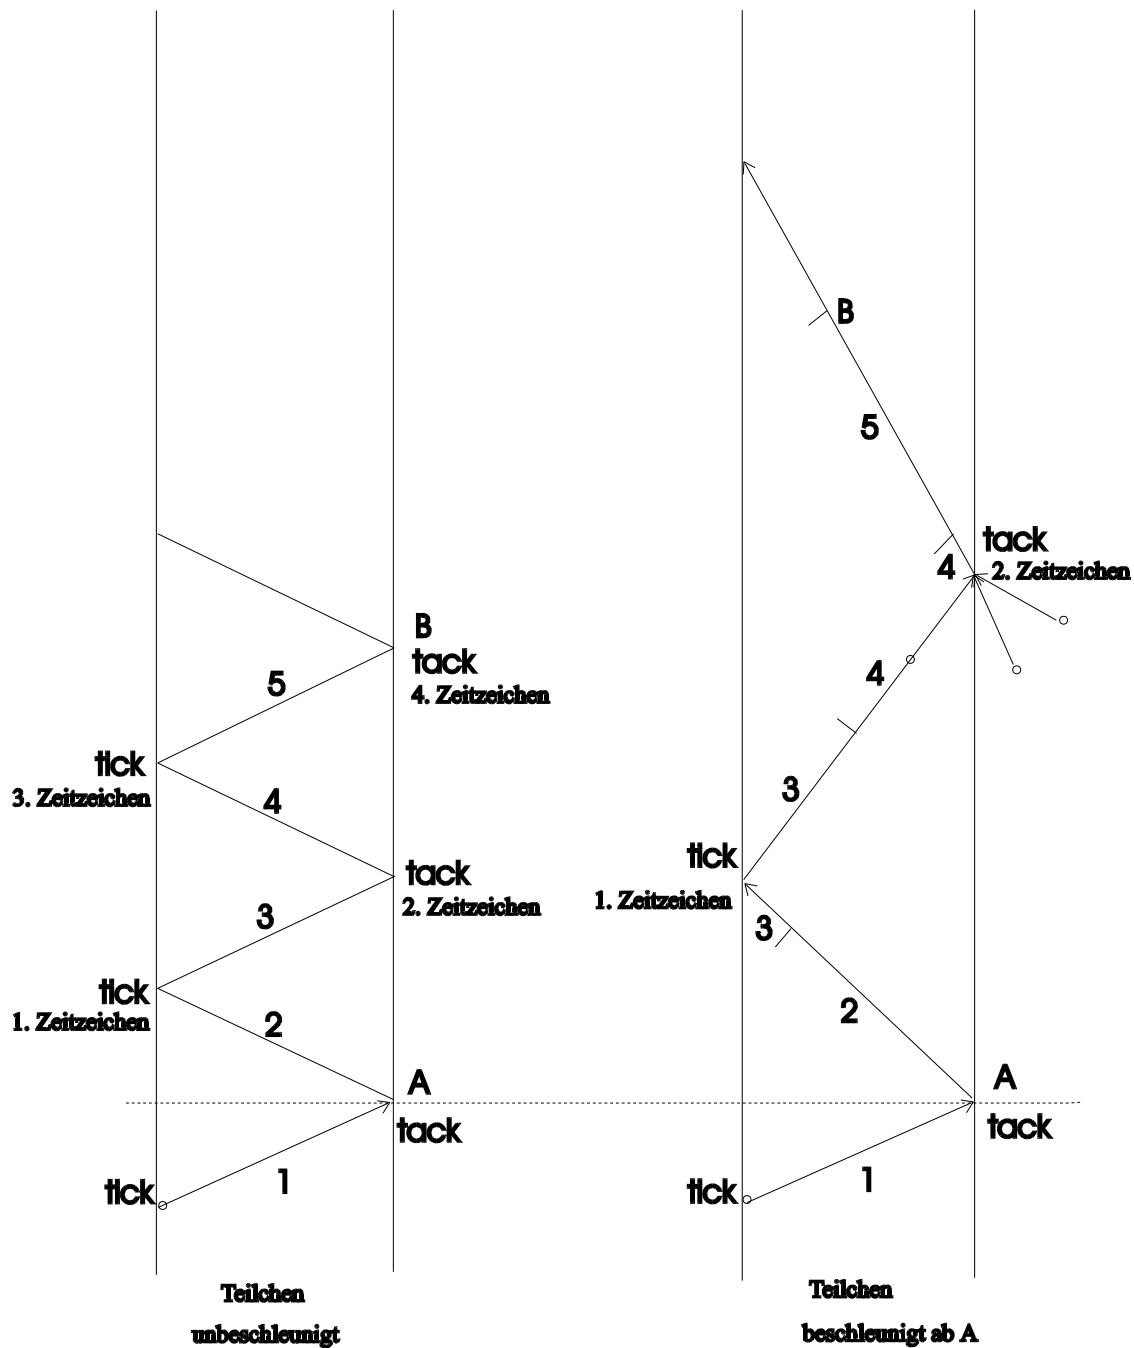 B
5
tack
4
2. Zeitzeichen
4
3
tick
1. Zeitzeichen
3
2
A
tack
tick
1
Teilchen
beschleunigt ab A
B
tack
5
4. Zeitzeichen
tick
3. Zeitzeichen
4
tack
2. Zeitzeichen
3
tick
1. Zeitzeichen
2
A
tack
tick
1
Teilchen
unbeschleunigt